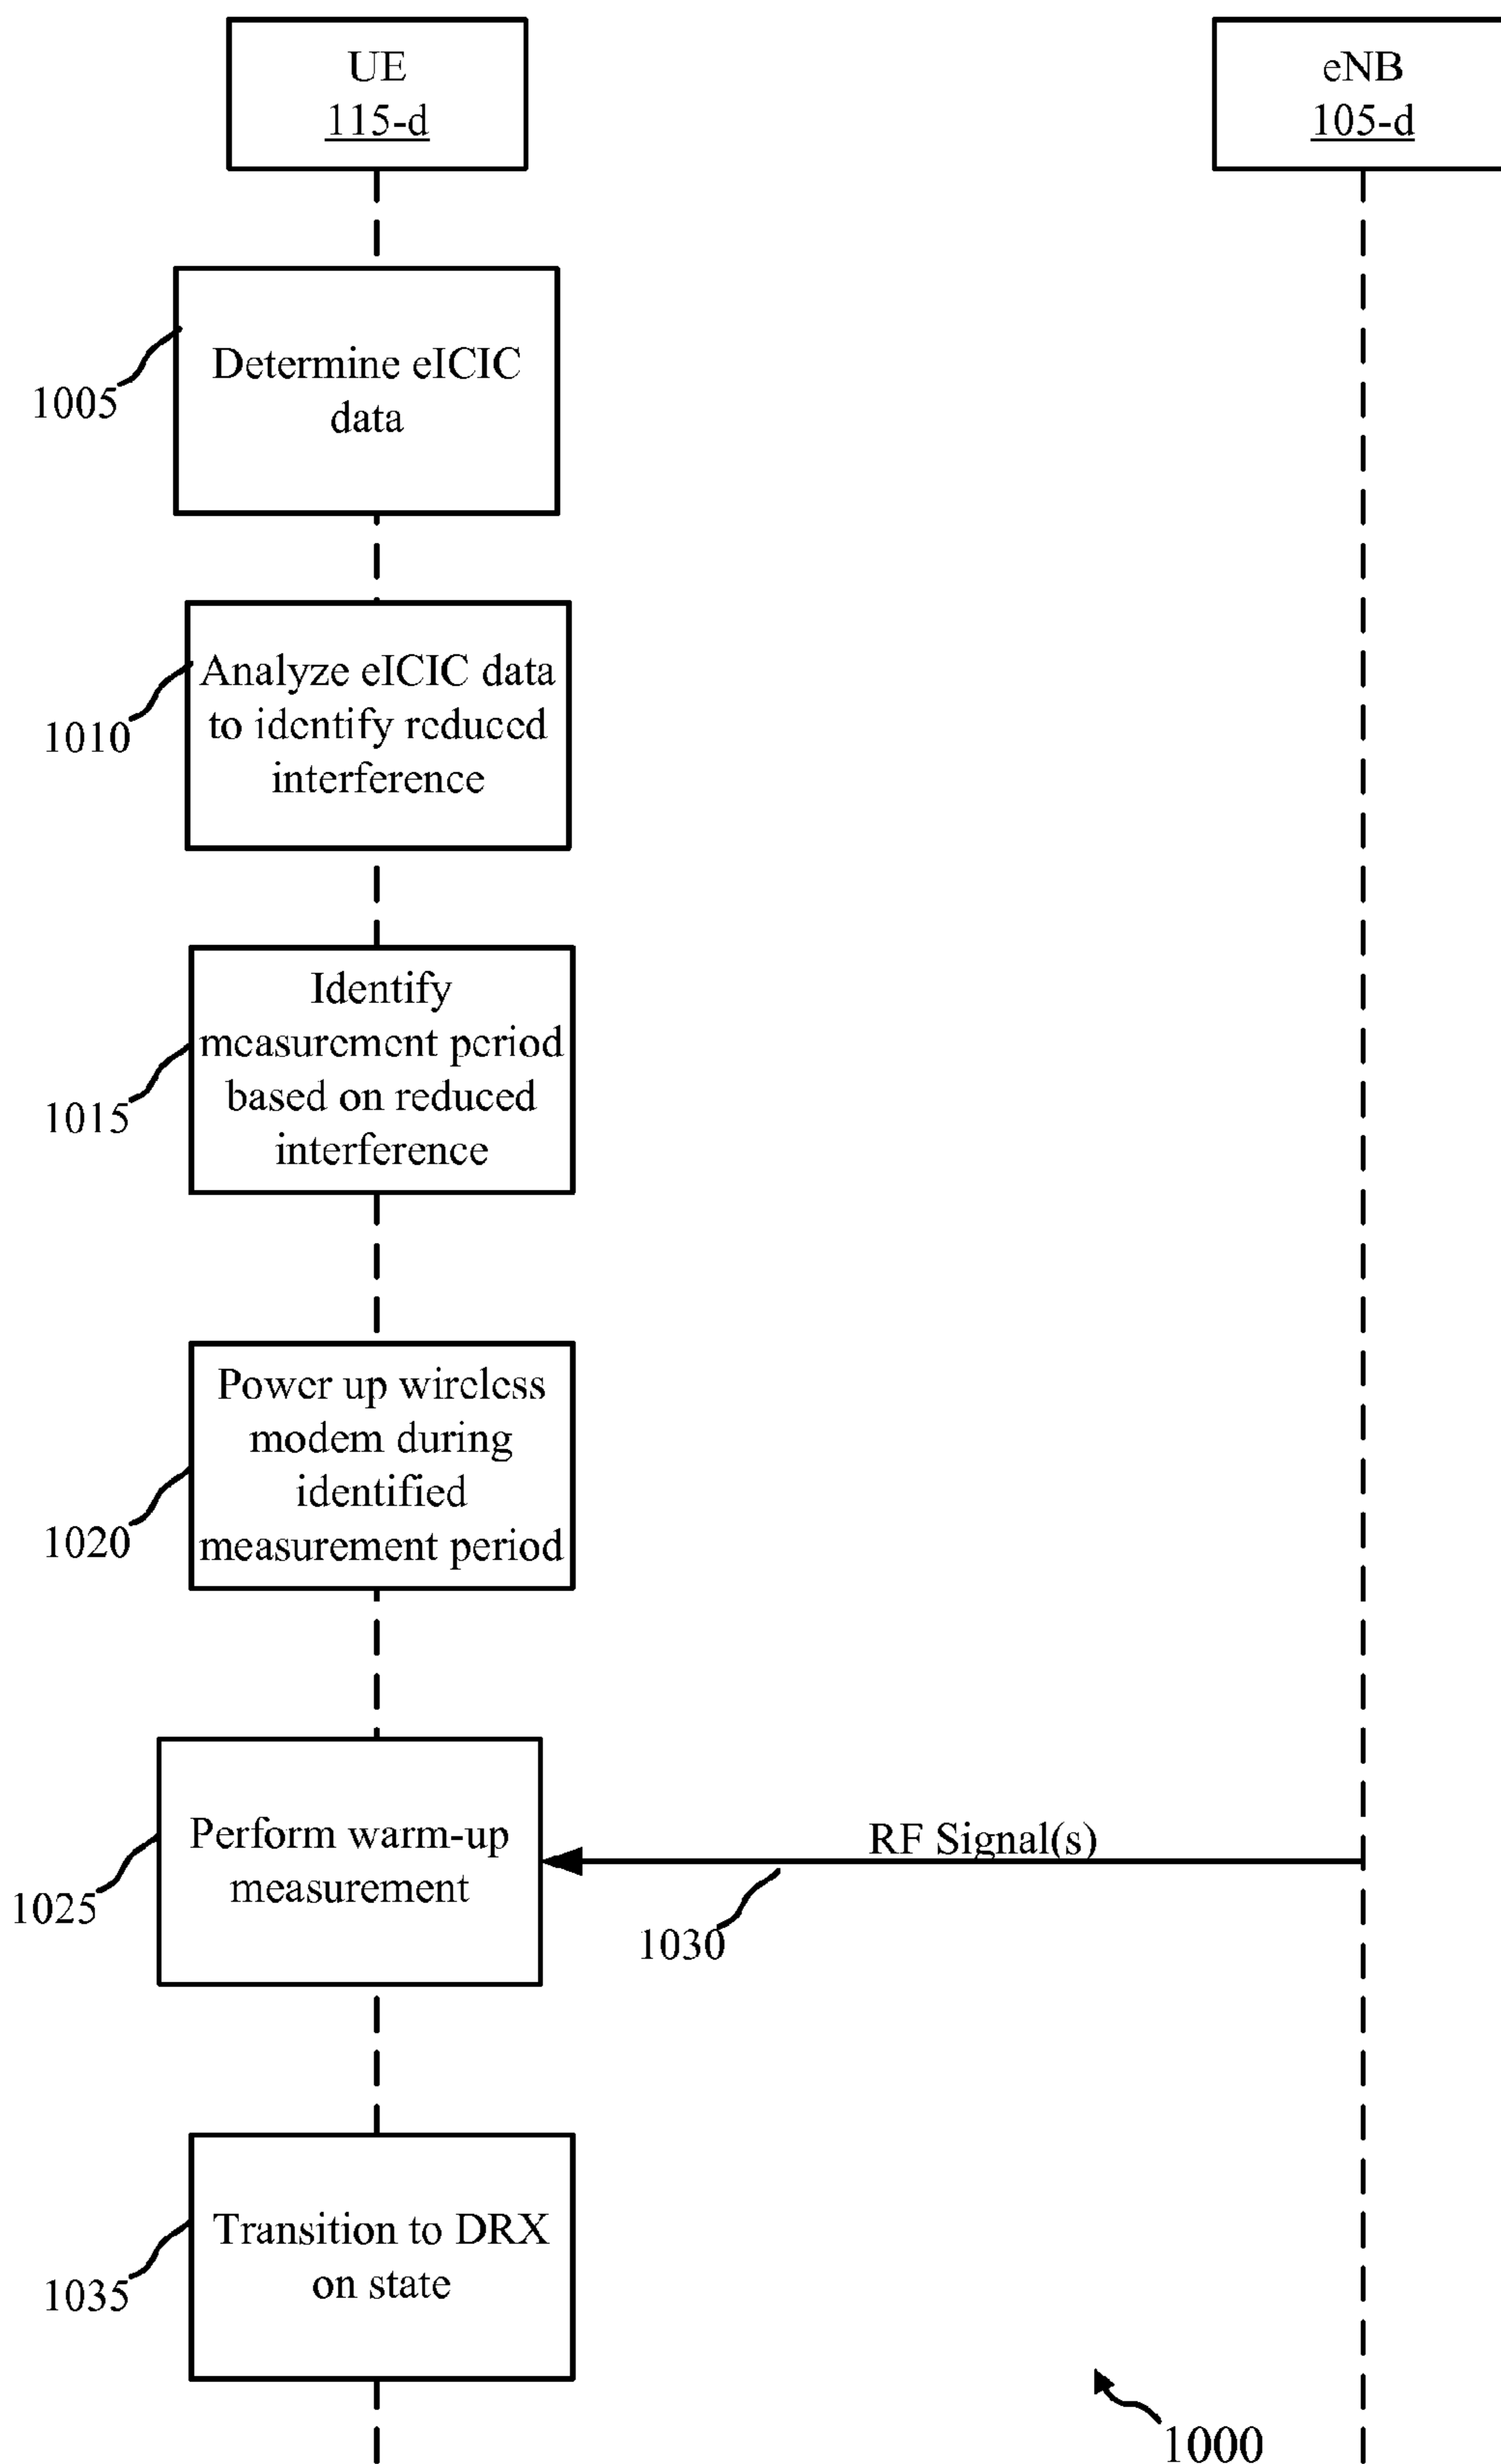 UE
115-d
eNB
105-d
Determine eICIC
data
1005
Analyze eICIC data
to identify reduced
interference
1010
Identify
measurement period
based on reduced
interference
1015
Power up wireless
modem during
identified
measurement period
1020
Perform warm-up
measurement
1025
RF Signal(s)
1030
Transition to DRX
on state
1035
1000